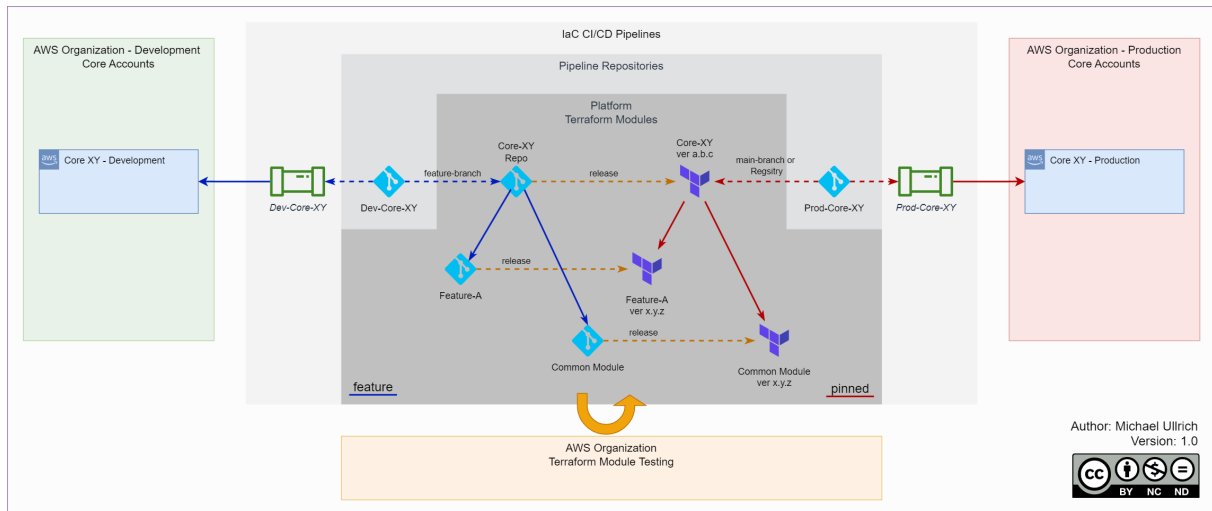 IaC CI/CD Pipelines
AWS Organization - Development
Core Accounts
AWS Organization - Production
Core Accounts
Pipeline Repositories
Platform
Terraform Modules
aws
Core XY - Development
Core-XY
Repo
Core-XY
ver a.b.c
aws
Core XY - Production
feature-branch
release
main-branch or
Regsitry
Dev-Core-XY
Dev-Core-XY
Prod-Core-XY
Prod-Core-XY
release
Feature-A
Feature-A
ver x.y.z
release
Common Module
Common Module
ver x.y.z
feature
pinned
AWS Organization
Terraform Module Testing
Author: Michael Ullrich
Version: 1.0
cc
BY NC ND